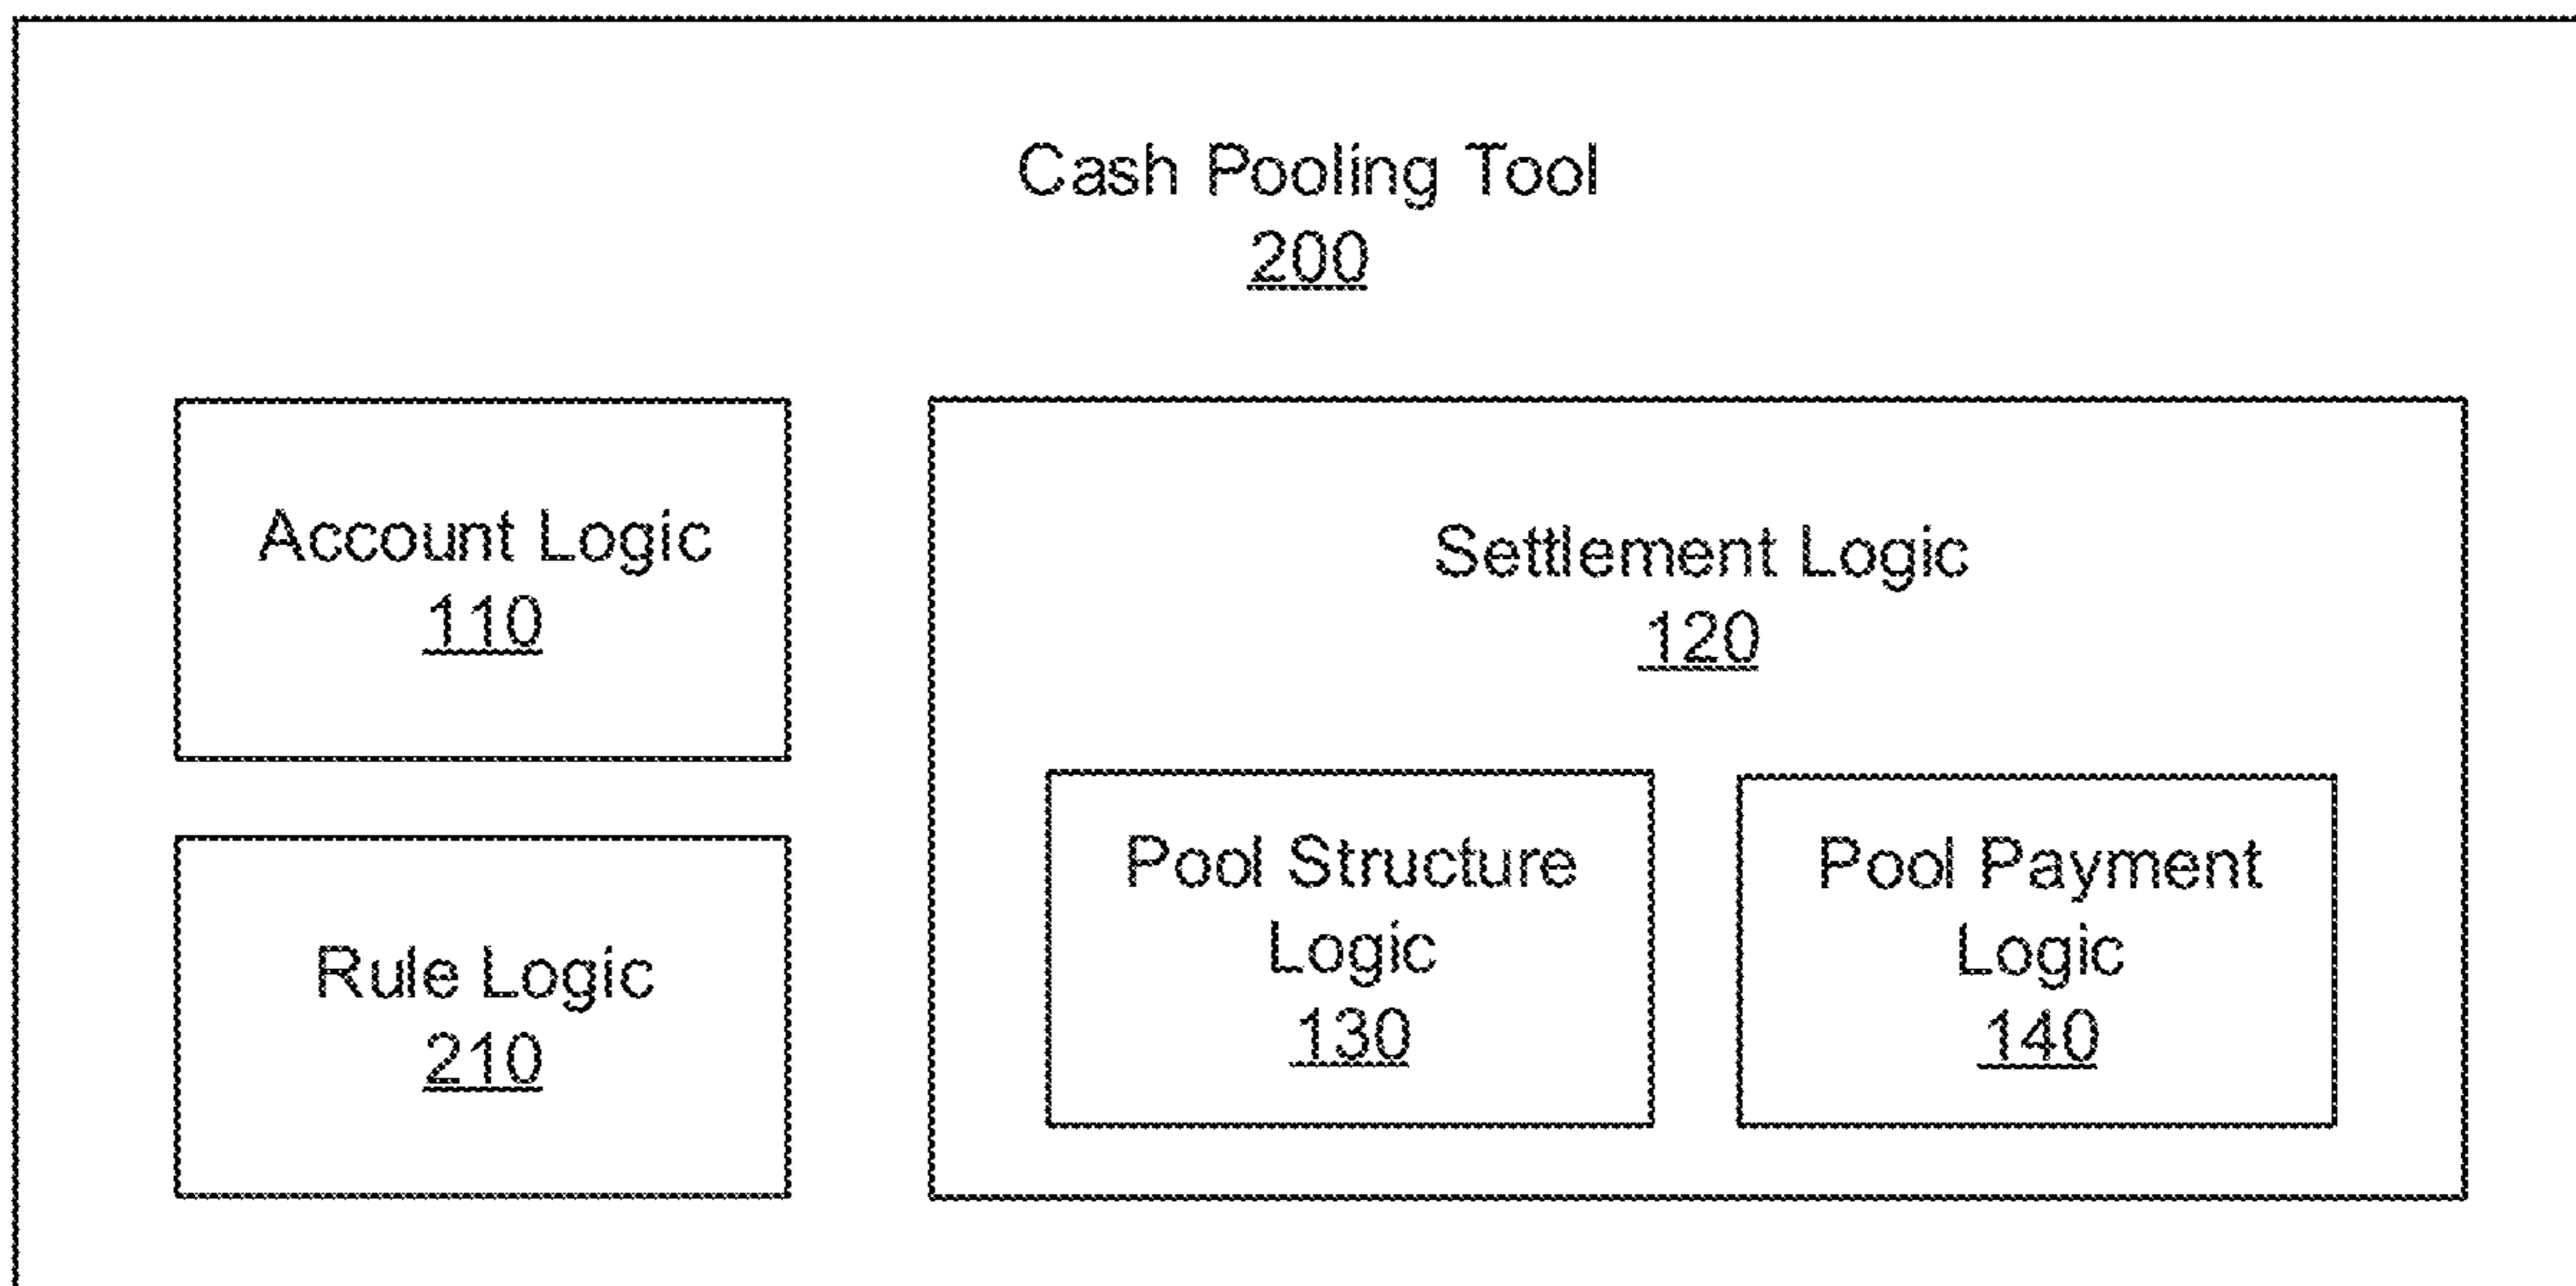 Cash Pooling Tool
200
Account Logic
110
Rule Logic
210
Settlement Logic
120
Pool Structure
Logic
130
Pool Payment
Logic
140